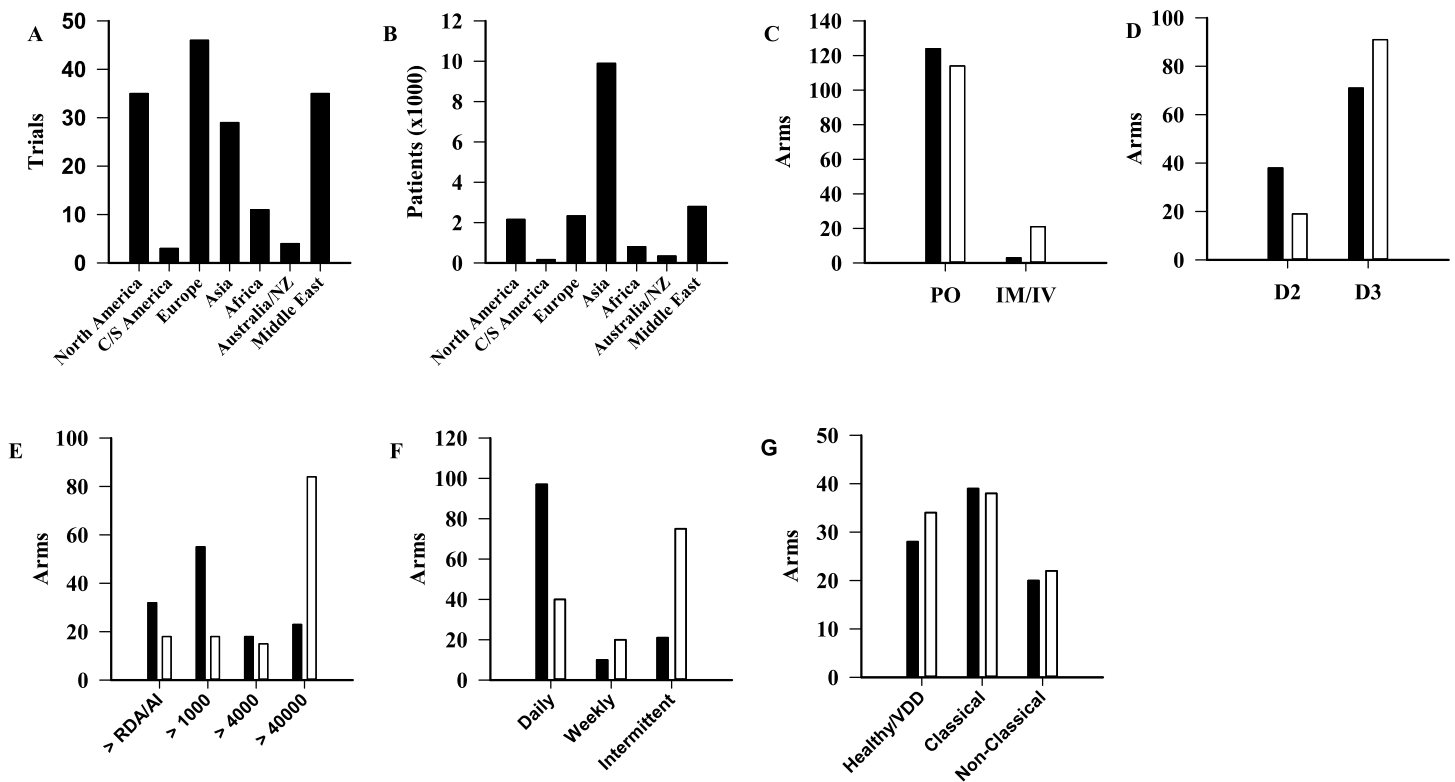 A
Trials
50
40
30
20
10
0
North America
C/S America
Europe
Asia
Africa
Australia/NZ
Middle East
B
Patients (x1000)
12
10
8
6
4
2
0
North America
C/S America
Europe
Asia
Africa
Australia/NZ
Middle East
C
Arms
140
120
100
80
60
40
20
0
PO IM/IV
D
Arms
100
80
60
40
20
0
D2 D3
E
Arms
100
80
60
40
20
0
> RDA/AI
> 1000
> 4000
> 40000
F
Arms
120
100
80
60
40
20
0
Daily
Weekly
Intermittent
G
Arms
50
40
30
20
10
0
Healthy/VDD
Classical
Non-Classical